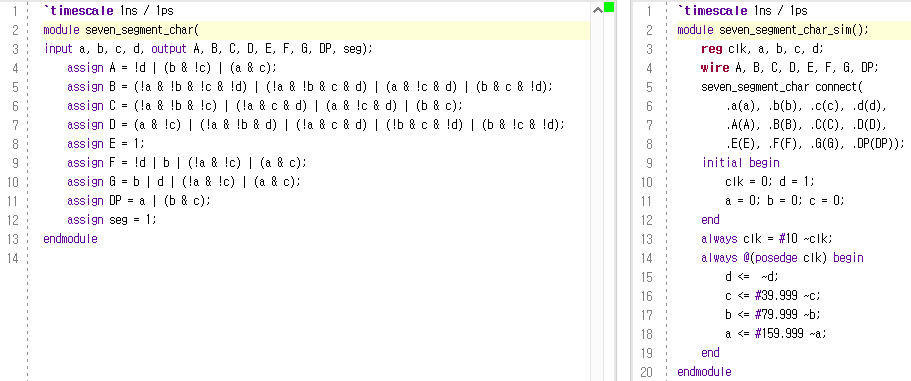 1 `timescale 1ns / 1ps
2 module seven_segment_char(
3 input a, b, c, d, output A, B, C, D, E, F, G, DP, seg);
4 assign A = !d | (b & !c) | (a & c);
5 assign B = (!a & !b & !c & !d) | (!a & !b & c & d) | (a & !c & d) | (b & c & !d);
6 assign C = (!a & !b & !c) | (!a & c & d) | (a & !c & d) | (b & c);
7 assign D = (a & !c) | (!a & !b & d) | (!a & c & d) | (!b & c & !d) | (b & !c & !d);
8 assign E = 1;
9 assign F = !d | b | (!a & !c) | (a & c);
10 assign G = b | d | (!a & !c) | (a & c);
11 assign DP = a | (b & c);
12 assign seg = 1;
13 endmodule
14
1 `timescale 1ns / 1ps
2 module seven_segment_char_sim();
3 reg clk, a, b, c, d;
4 wire A, B, C, D, E, F, G, DP;
5 seven_segment_char connect(
6 .a(a), .b(b), .c(c), .d(d),
7 .A(A), .B(B), .C(C), .D(D),
8 .E(E), .F(F), .G(G), .DP(DP));
9 initial begin
10 clk = 0; d = 1;
11 a = 0; b = 0; c = 0;
12 end
13 always clk = #10 ~clk;
14 always @(posedge clk) begin
15 d <= ~d;
16 c <= #39.999 ~c;
17 b <= #79.999 ~b;
18 a <= #159.999 ~a;
19 end
20 endmodule